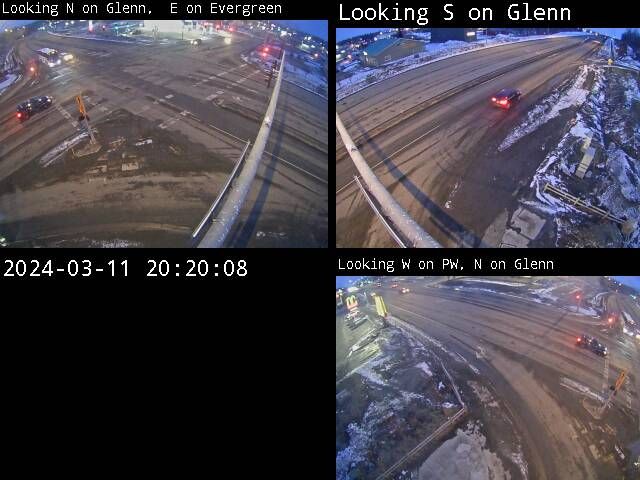 Looking N on Glenn, E on Evergreen
Looking S on Glenn
2024-03-11 20:20:08
Looking W on PW, N on Glenn